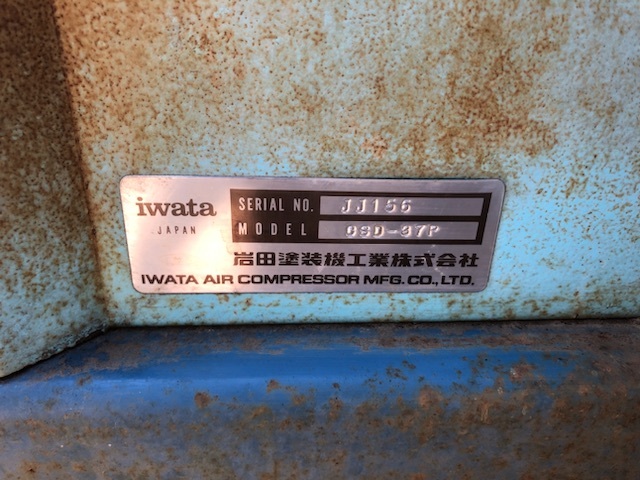 iwata
JAPAN
SERIAL NO. JJ156
MODEL OSD-37P
岩田塗装機工業株式会社
IWATA AIR COMPRESSOR MFG. CO., LTD.